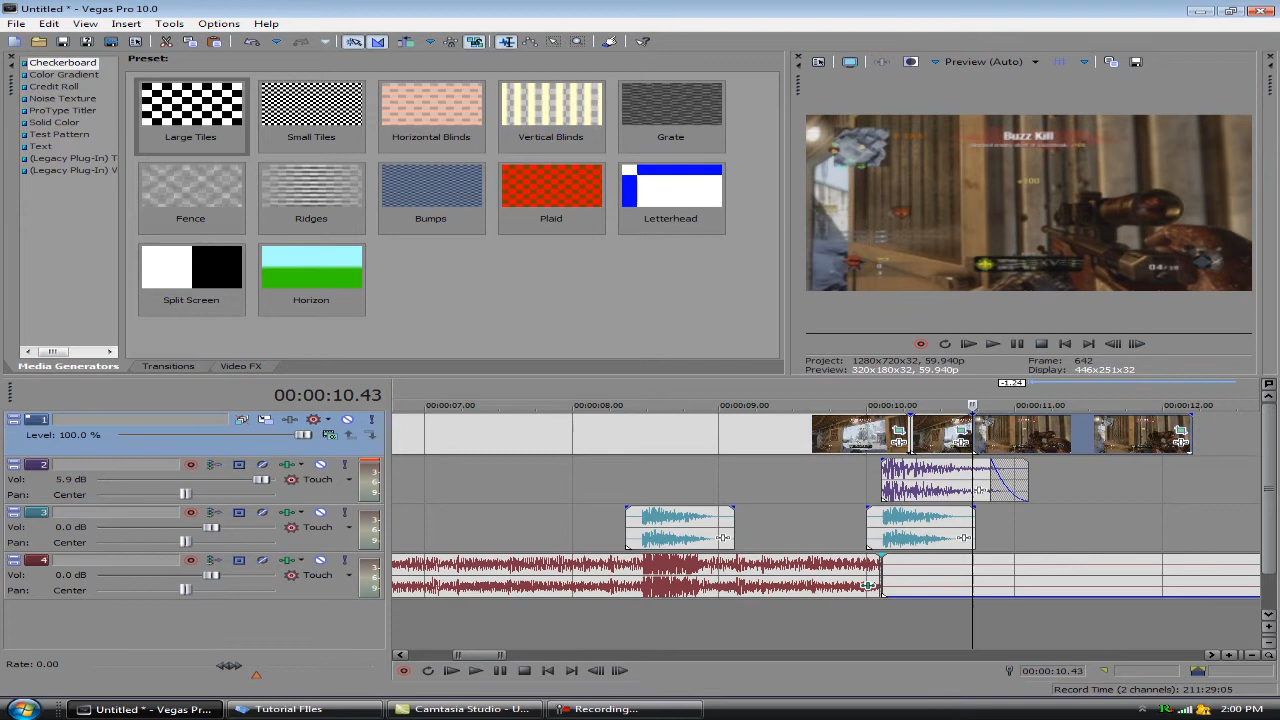 Untitled * - Vegas Pro 10.0
File Edit View Insert Tools Options Help
Checkerboard
Color Gradient
Credit Roll
Noise Texture
ProType Titler
Solid Color
Test Pattern
Text
(Legacy Plug-In) T
(Legacy Plug-In) V
Preset:
Large Tiles Small Tiles Horizontal Blinds Vertical Blinds Grate
Fence Ridges Bumps Plaid Letterhead
Split Screen Horizon
Media Generators Transitions Video FX
Preview (Auto)
Buzz Kill
+100
Project: 1280x720x32, 59.940p Frame: 642
Preview: 320x180x32, 59.940p Display: 446x251x32
00:00:10.43
-1.24
00:00:07.00 00:00:08.00 00:00:09.00 00:00:10.00 00:00:11.00 00:00:12.00
1
Level: 100.0 %
2
Vol: 5.9 dB Touch
Pan: Center
3
Vol: 0.0 dB Touch
Pan: Center
4
Vol: 0.0 dB Touch
Pan: Center
Rate: 0.00
00:00:10.43
Record Time (2 channels): 211:29:05
Untitled * - Vegas Pr... Tutorial FIles Camtasia Studio - U... Recording... 2:00 PM